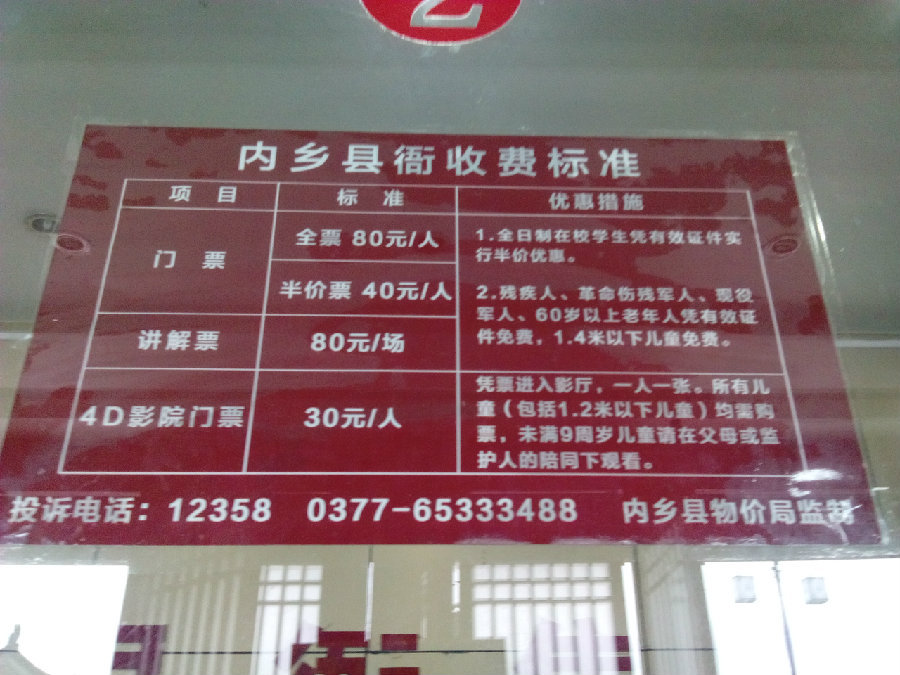 2
内乡县衙收费标准
项 目 标 准 优惠措施
门 票 全票 80元/人 1.全日制在校学生凭有效证件实
行半价优惠。
半价票 40元/人 2.残疾人、革命伤残军人、现役
军人、60岁以上老年人凭有效证
讲解票 80元/场 件免费，1.4米以下儿童免费。
4D影院门票 30元/人 凭票进入影厅，一人一张。所有儿
童（包括1.2米以下儿童）均需购
票，未满9周岁儿童请在父母或监
护人的陪同下观看。
投诉电话：12358 0377-65333488 内乡县物价局监制